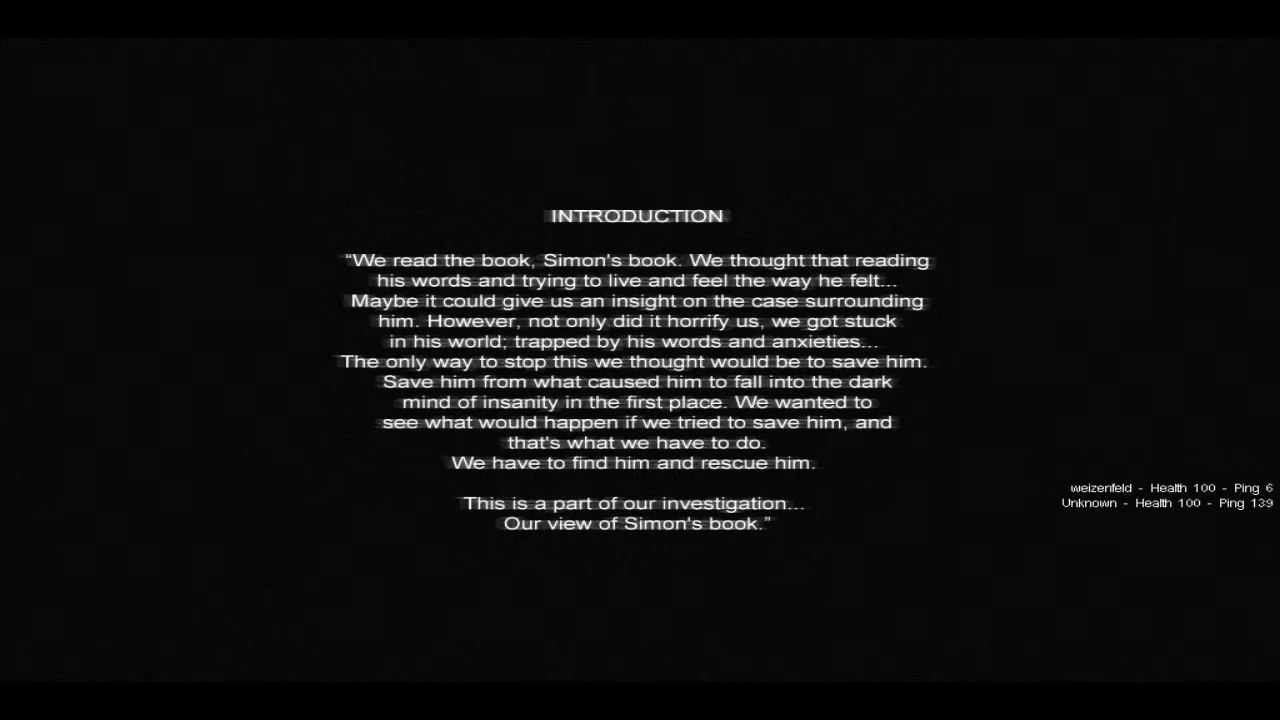 INTRODUCTION
“We read the book, Simon's book. We thought that reading
his words and trying to live and feel the way he felt...
Maybe it could give us an insight on the case surrounding
him. However, not only did it horrify us, we got stuck
in his world; trapped by his words and anxieties...
The only way to stop this we thought would be to save him.
Save him from what caused him to fall into the dark
mind of insanity in the first place. We wanted to
see what would happen if we tried to save him, and
that's what we have to do.
We have to find him and rescue him.
This is a part of our investigation...
Our view of Simon's book.”
weizenfeld - Health 100 - Ping 6
Unknown - Health 100 - Ping 139